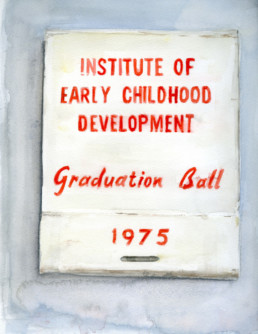 INSTITUTE OF
EARLY CHILDHOOD
DEVELOPMENT
Graduation Ball
1975